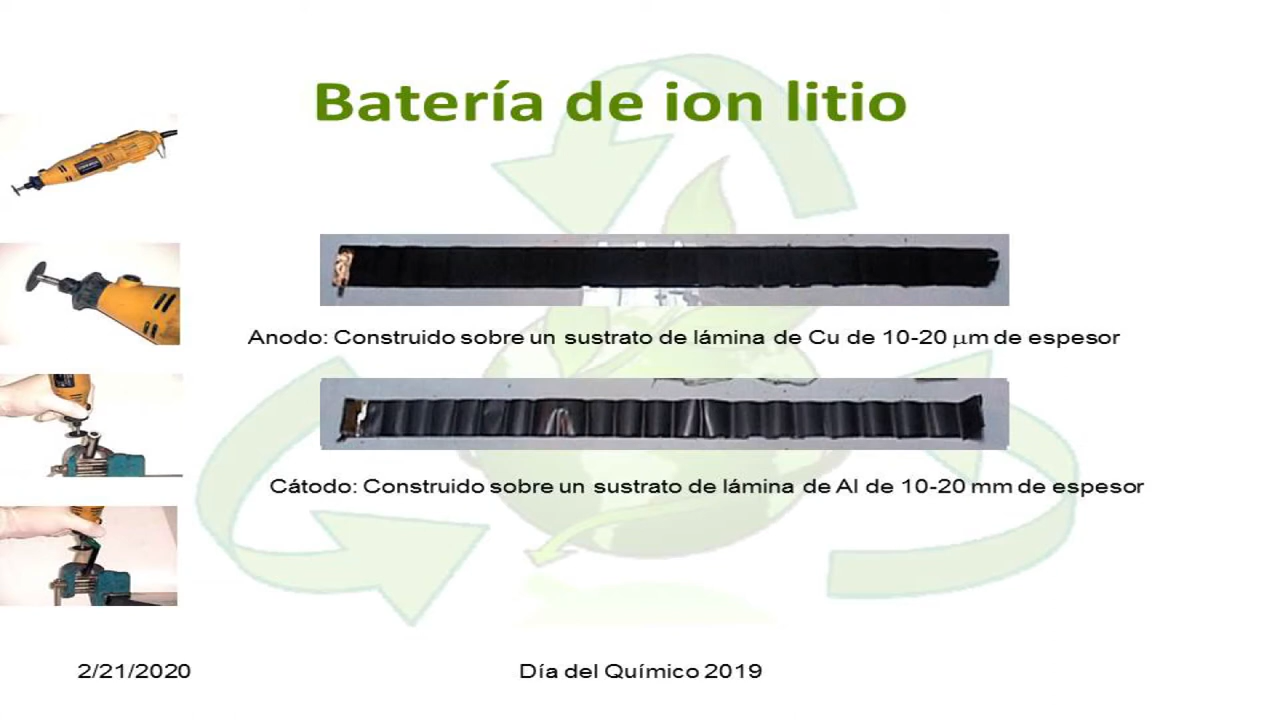 Batería de ion litio
Anodo: Construido sobre un sustrato de lámina de Cu de 10-20 μm de espesor
Cátodo: Construido sobre un sustrato de lámina de Al de 10-20 mm de espesor
2/21/2020
Día del Químico 2019